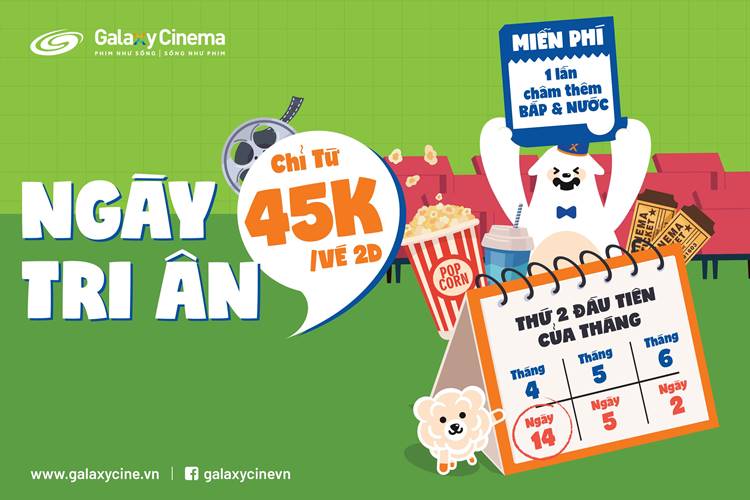 Galaxy Cinema
PHIM NHƯ SỐNG | SỐNG NHƯ PHIM
MIỄN PHÍ
1 lần
châm thêm
BẮP & NƯỚC
NGÀY
TRI ÂN
Chỉ Từ
45K
/VÉ 2D
POP
CORN
CINEMA
TICKET
THỨ 2 ĐẦU TIÊN
CỦA THÁNG
Tháng
4
Tháng
5
Tháng
6
Ngày
14
Ngày
5
Ngày
2
www.galaxycine.vn | galaxycinevn